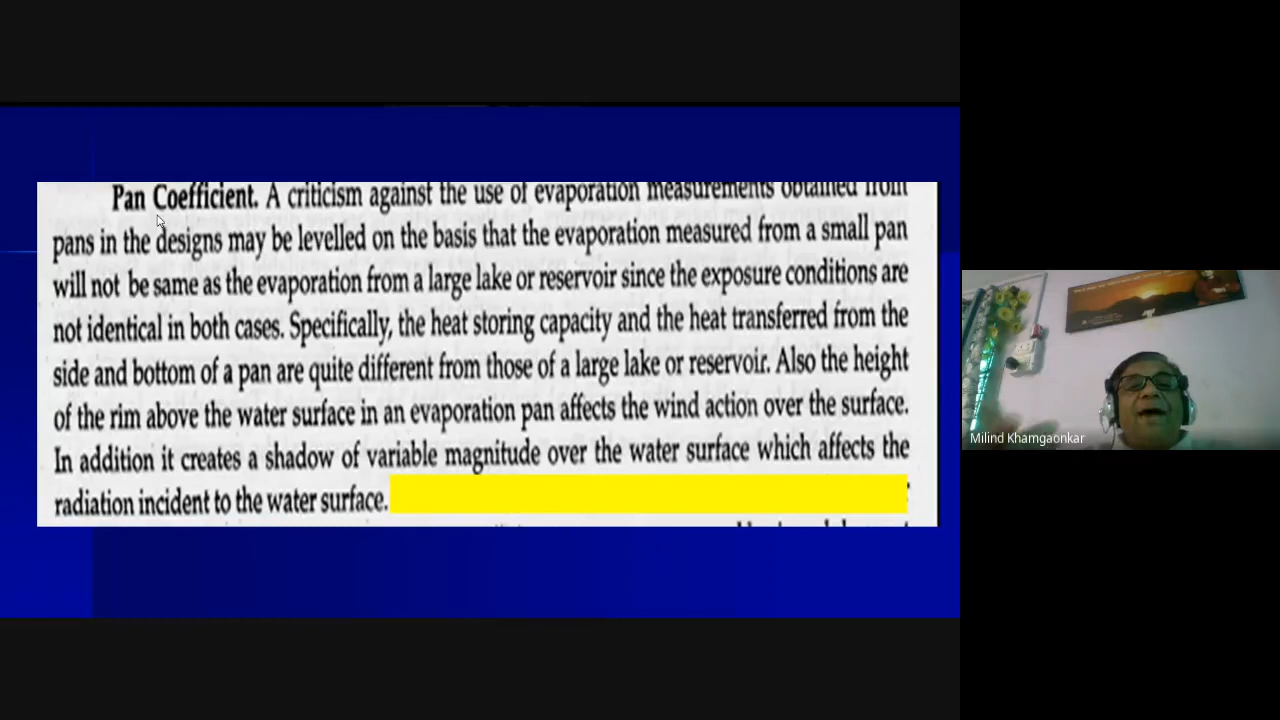 Pan Coefficient. A criticism against the use of evaporation measurements obtained from
pans in the designs may be levelled on the basis that the evaporation measured from a small pan
will not be same as the evaporation from a large lake or reservoir since the exposure conditions are
not identical in both cases. Specifically, the heat storing capacity and the heat transferred from the
side and bottom of a pan are quite different from those of a large lake or reservoir. Also the height
of the rim above the water surface in an evaporation pan affects the wind action over the surface.
In addition it creates a shadow of variable magnitude over the water surface which affects the
radiation incident to the water surface.
Milind Khamgaonkar